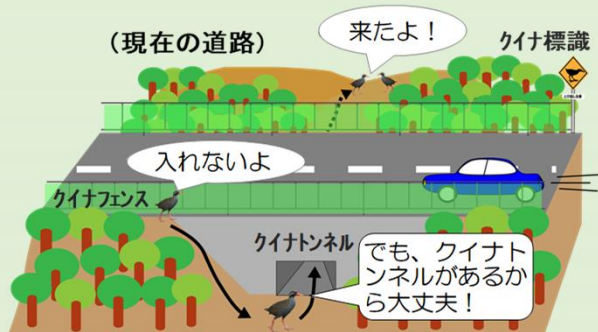 （現在の道路）
来たよ！
クイナ標識
入れないよ
クイナフェンス
クイナトンネル
でも、クイナト
ンネルがあるか
ら大丈夫！